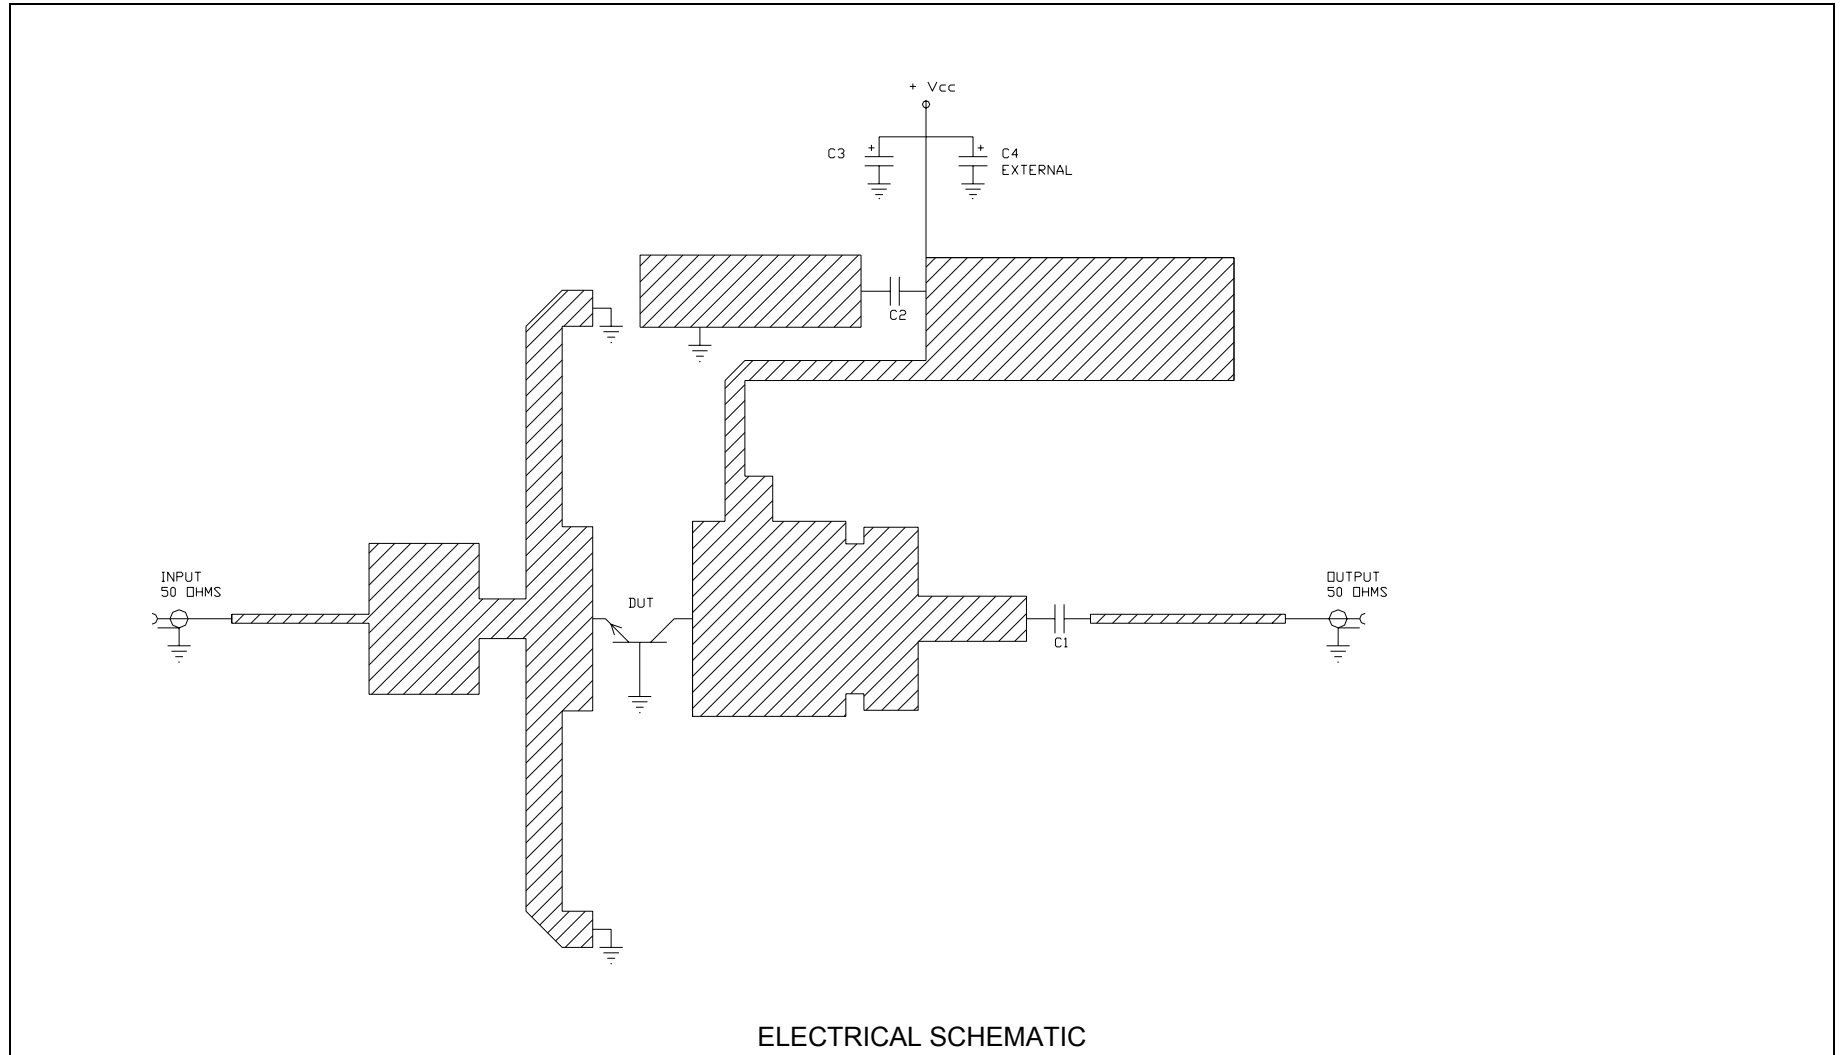 + Vcc
C3
+
+
C4
EXTERNAL
C2
INPUT
50 OHMS
DUT
C1
OUTPUT
50 OHMS
ELECTRICAL SCHEMATIC